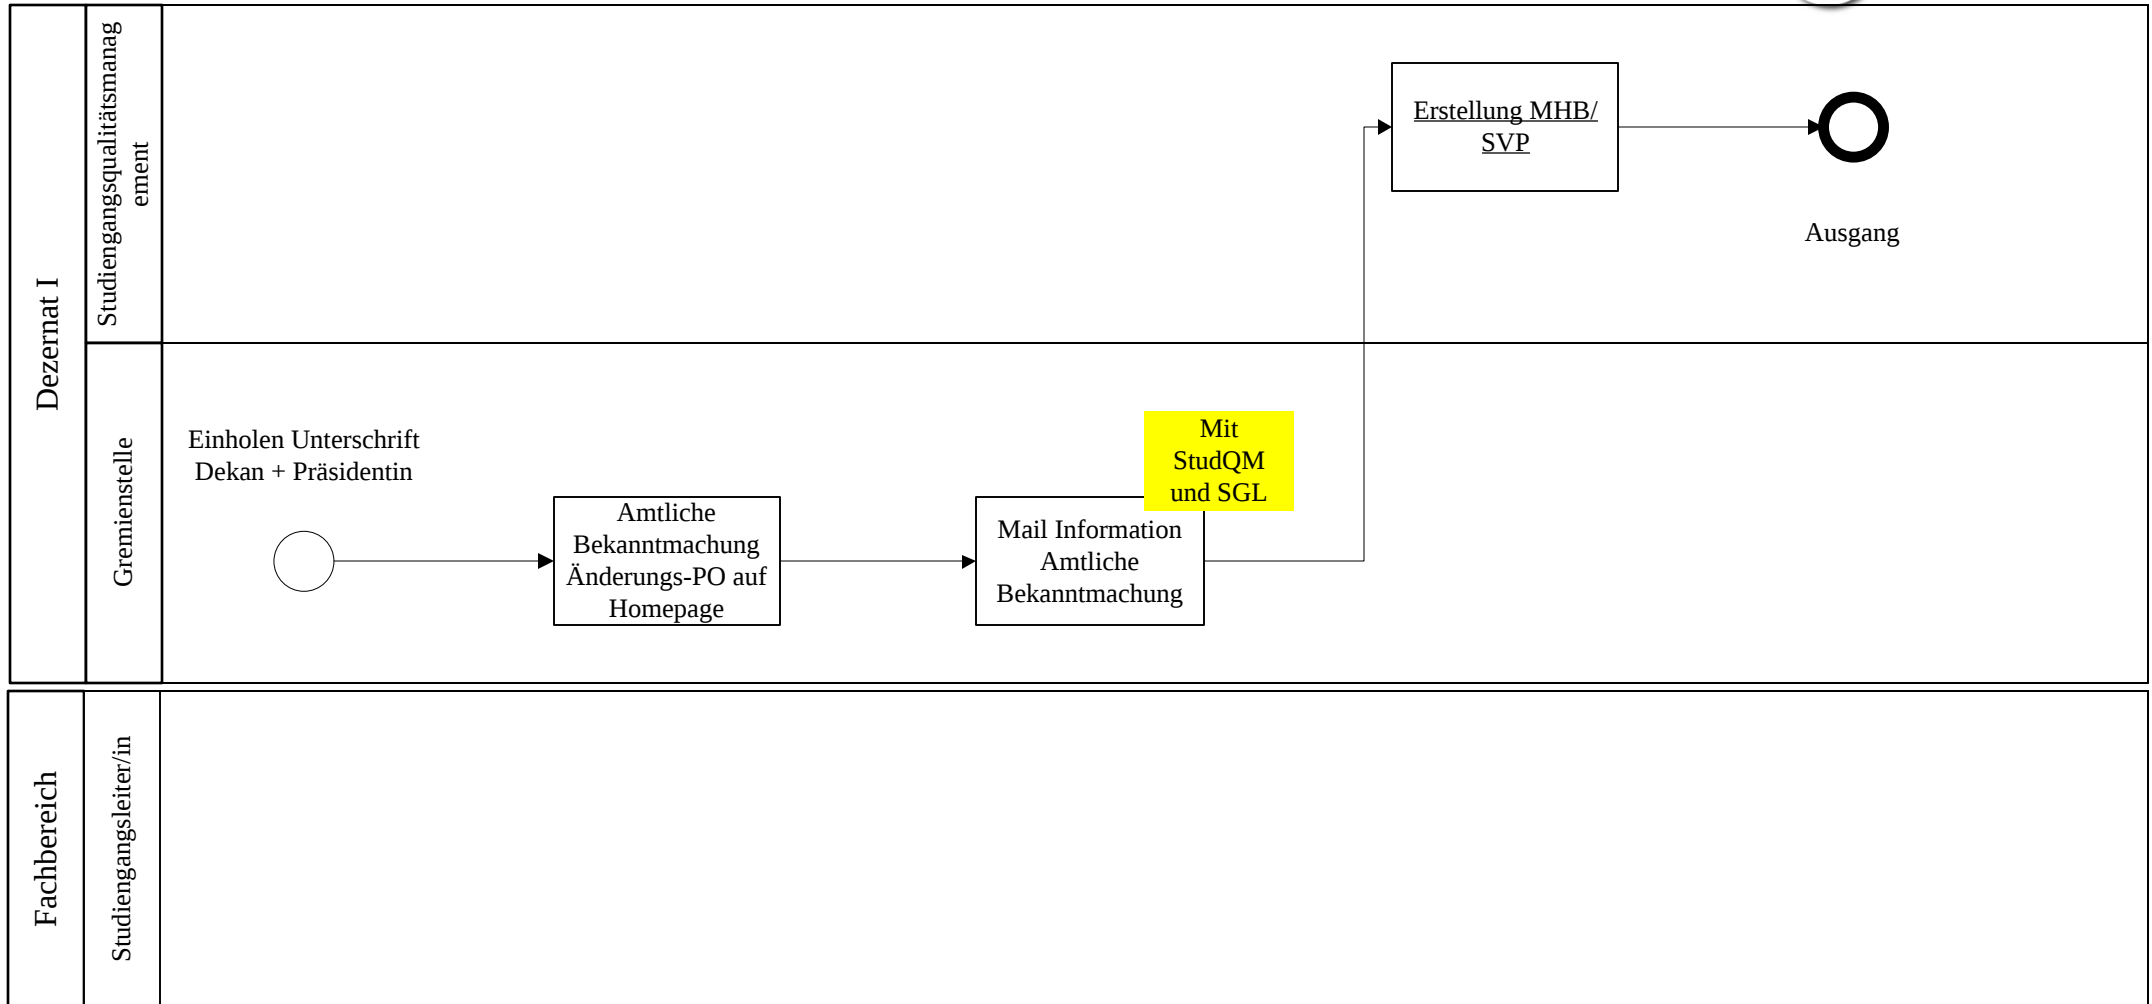 Dezernat I
Studiengangsqualitätsmanag
ement
Erstellung MHB/
SVP
Ausgang
Gremienstelle
Einholen Unterschrift
Dekan + Präsidentin
Amtliche
Bekanntmachung
Änderungs-PO auf
Homepage
Mit
StudQM
und SGL
Mail Information
Amtliche
Bekanntmachung
Fachbereich
Studiengangsleiter/in